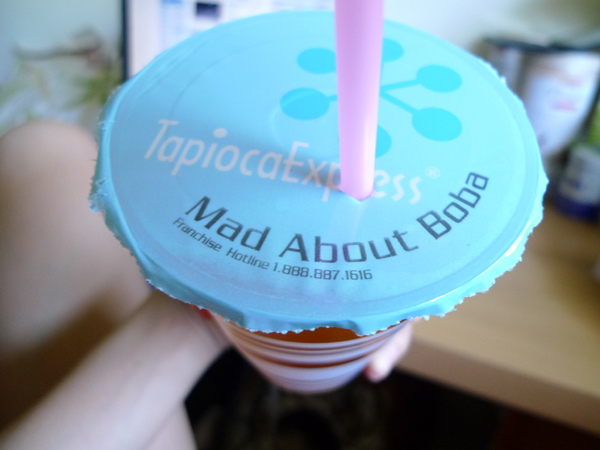 TapiocaExpress®
Mad About Boba
Franchise Hotline 1.888.887.1616